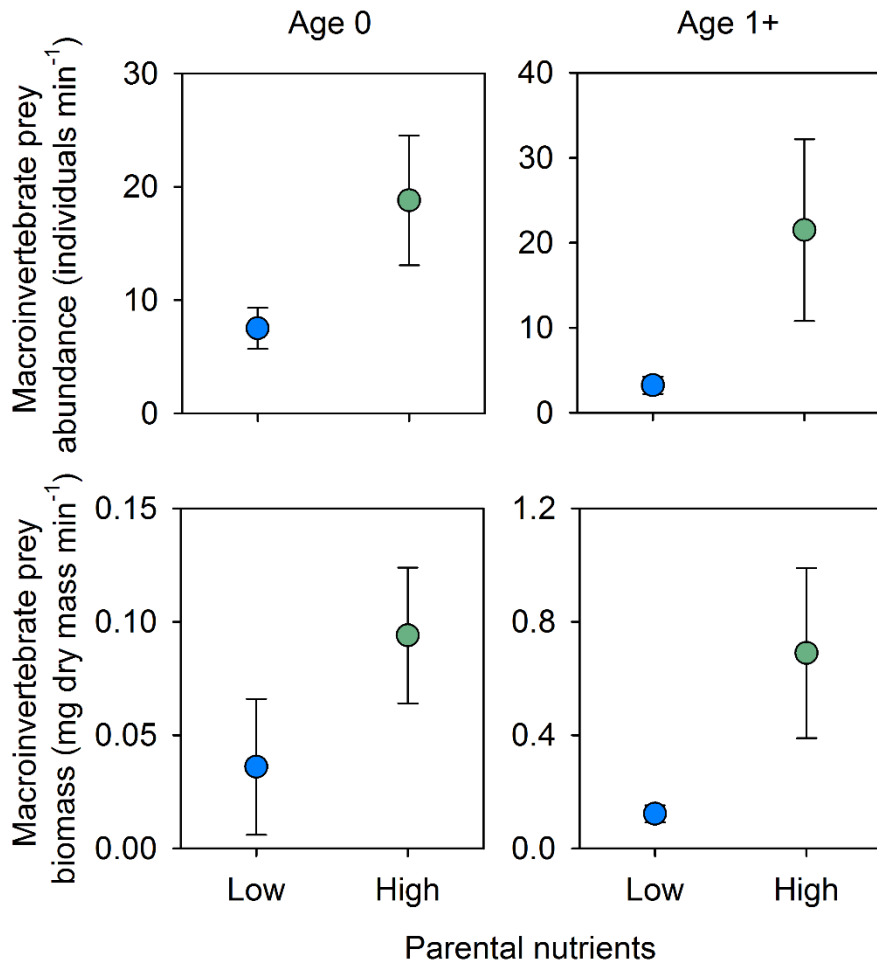 Age 0
Age 1+
Macroinvertebrate prey
abundance (individuals min-1)
30
20
10
0
40
30
20
10
0
Macroinvertebrate prey
biomass (mg dry mass min-1)
0.15
0.10
0.05
0.00
1.2
0.8
0.4
0.0
Low
High
Low
High
Parental nutrients